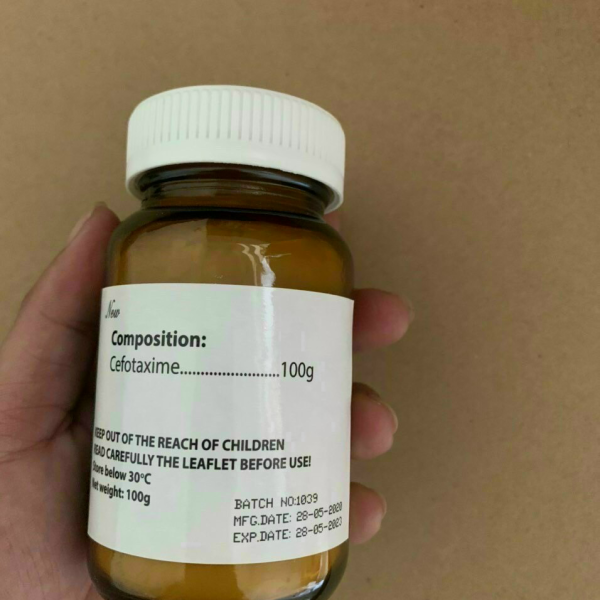 New
Composition:
Cefotaxime........................100g
KEEP OUT OF THE REACH OF CHILDREN
READ CAREFULLY THE LEAFLET BEFORE USE!
Store below 30°C
Net weight: 100g
BATCH NO:1039
MFG.DATE: 28-05-2020
EXP.DATE: 28-05-2023